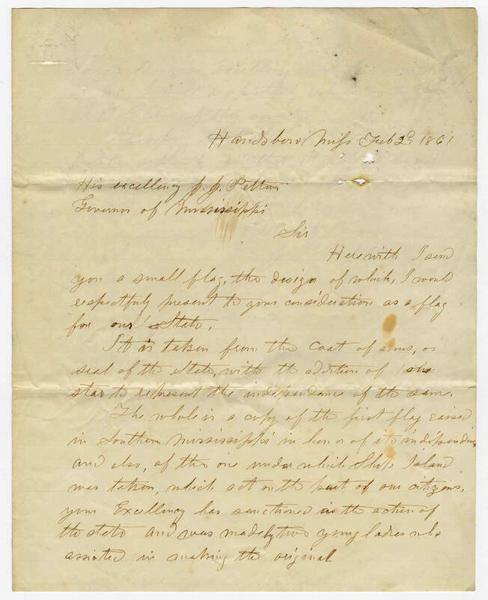 Handsboro Miss Feb 2d 1861
His excellency J. J. Pettus
Governor of Mississippi
Sir
Herewith I send
you a small flag, the design of which, I would
respectfully present to your consideration as a flag
for our State.
It is taken from the Coat of arms, or
seal of the State, with the addition of the
star to represent the independence of the same.
The whole is a copy of the first flag raised
in Southern Mississippi in honor of its independence
and also, of the one under which Ship Island
was taken, which act on the part of our citizens,
your Excellency has sanctioned as the action of
the state and was made by two young ladies who
assisted in making the original